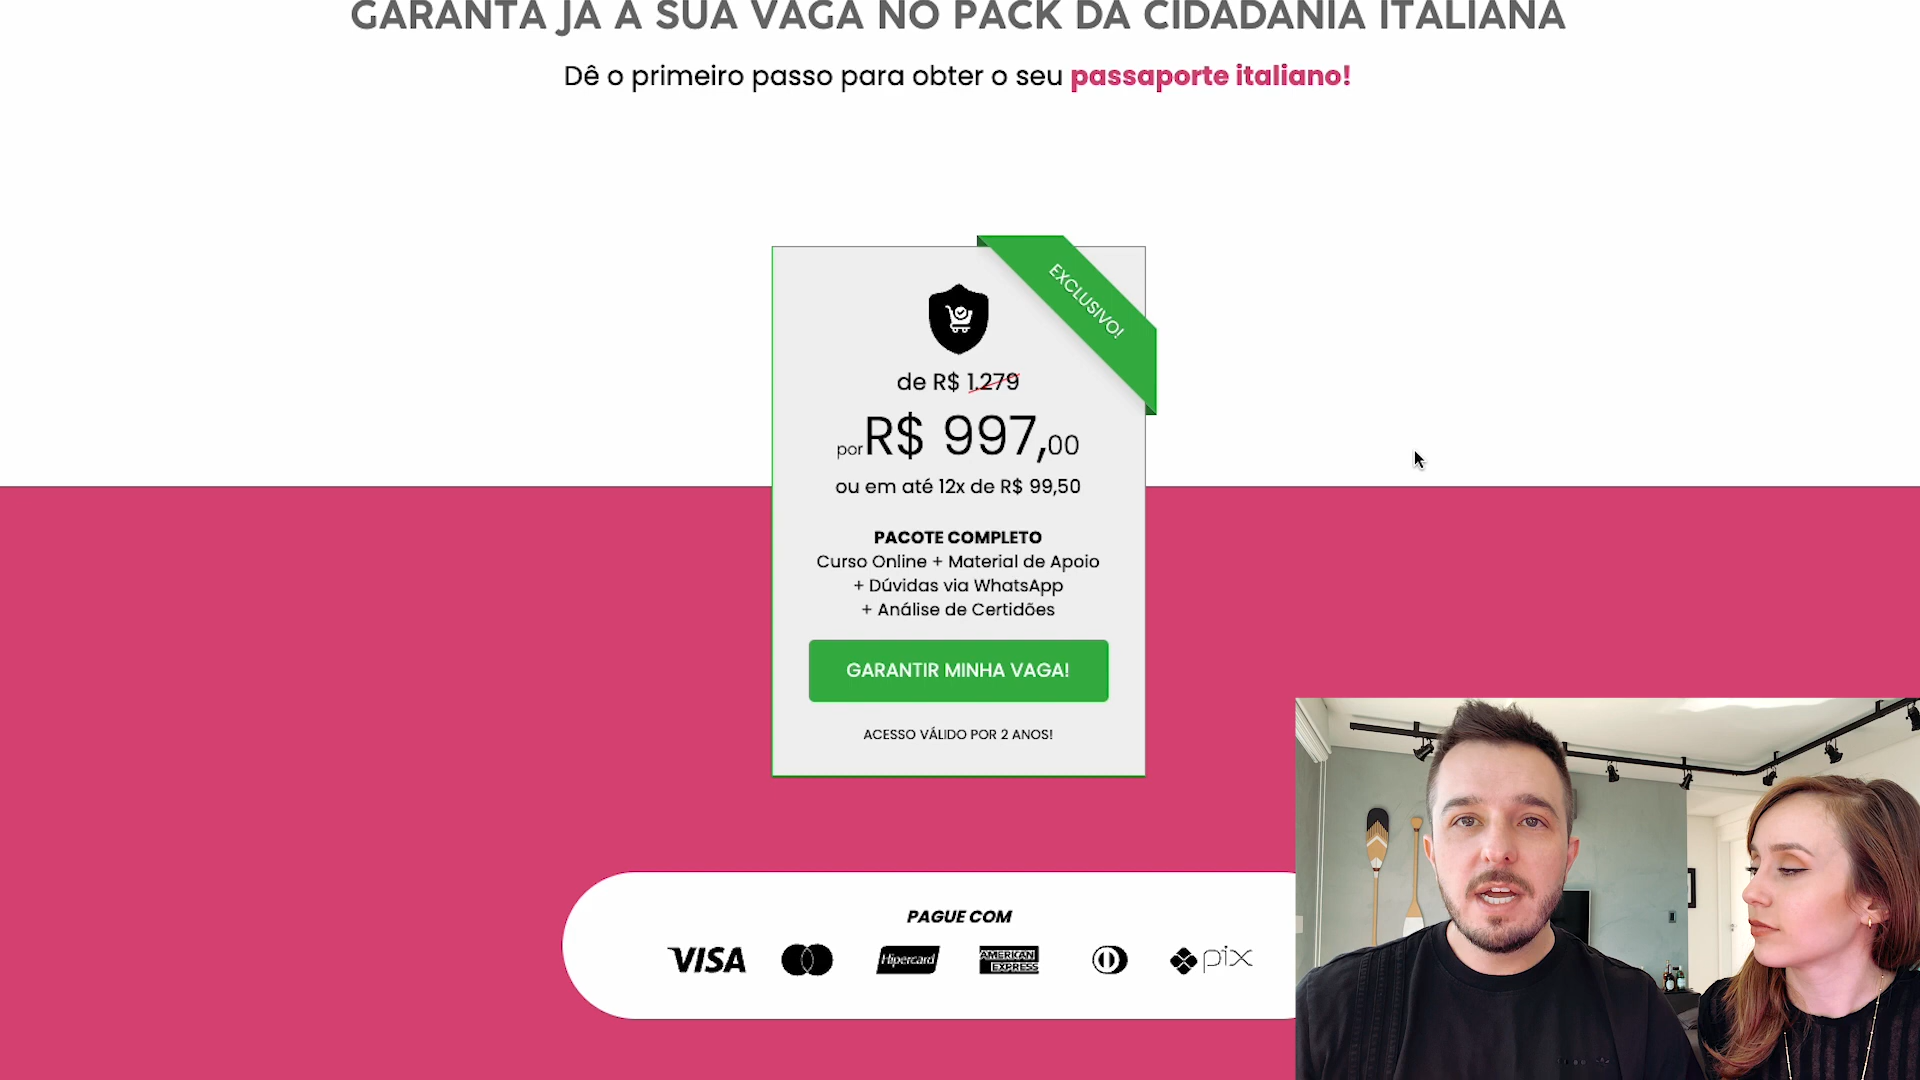 GARANTA JÁ A SUA VAGA NO PACK DA CIDADANIA ITALIANA
Dê o primeiro passo para obter o seu passaporte italiano!
EXCLUSIVO!
de R$ 1.279
por R$ 997,00
ou em até 12x de R$ 99,50
PACOTE COMPLETO
Curso Online + Material de Apoio
+ Dúvidas via WhatsApp
+ Análise de Certidões
GARANTIR MINHA VAGA!
ACESSO VÁLIDO POR 2 ANOS!
PAGUE COM
VISA
Hipercard
AMERICAN
EXPRESS
pix